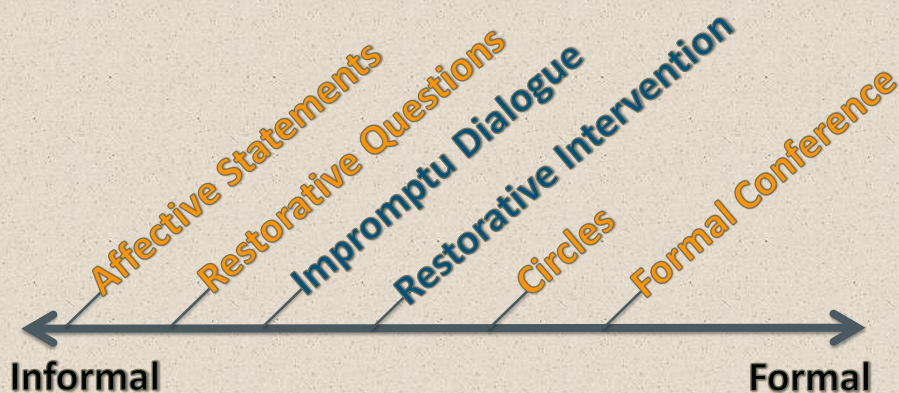 Affective Statements
Restorative Questions
Impromptu Dialogue
Restorative Intervention
Circles
Formal Conference
Informal
Formal